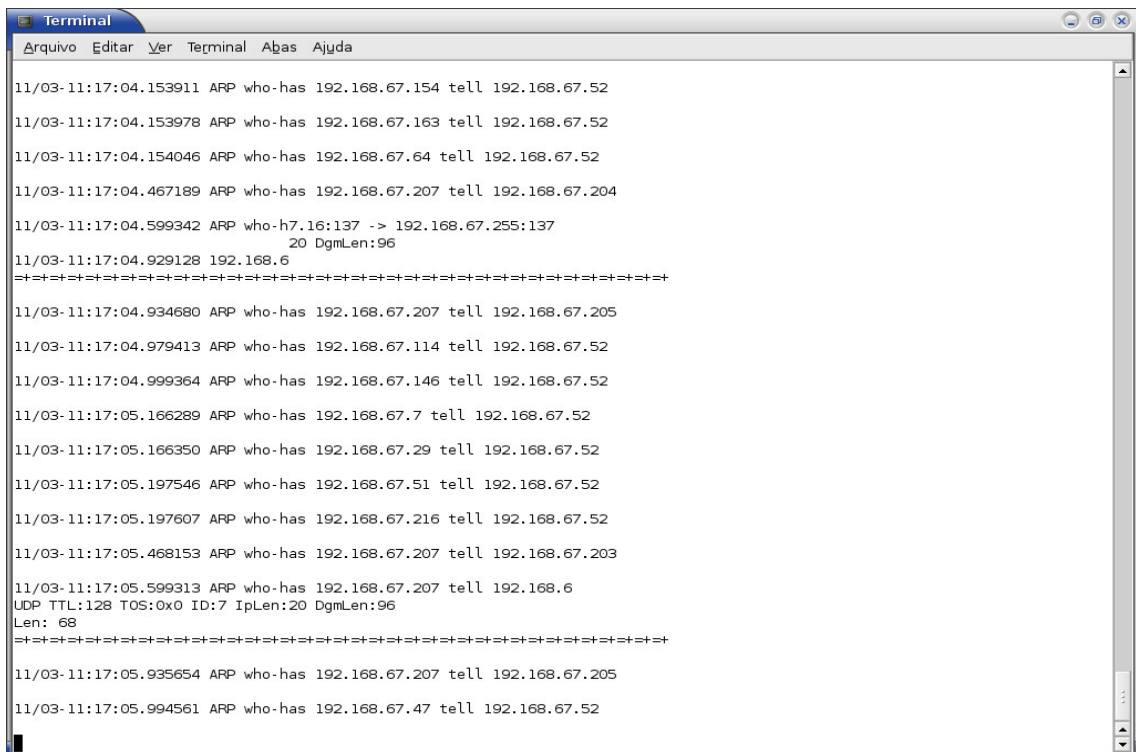 Terminal
Arquivo Editar Ver Terminal Abas Ajuda
11/03-11:17:04.153911 ARP who-has 192.168.67.154 tell 192.168.67.52
11/03-11:17:04.153978 ARP who-has 192.168.67.163 tell 192.168.67.52
11/03-11:17:04.154046 ARP who-has 192.168.67.64 tell 192.168.67.52
11/03-11:17:04.467189 ARP who-has 192.168.67.207 tell 192.168.67.204
11/03-11:17:04.599342 ARP who-h7.16:137 -> 192.168.67.255:137
20 DgmLen:96
11/03-11:17:04.929128 192.168.6
=+=+=+=+=+=+=+=+=+=+=+=+=+=+=+=+=+=+=+=+=+=+=+=+=+=+=+=+=+=+=+=+=+=+=+=+=+
11/03-11:17:04.934680 ARP who-has 192.168.67.207 tell 192.168.67.205
11/03-11:17:04.979413 ARP who-has 192.168.67.114 tell 192.168.67.52
11/03-11:17:04.999364 ARP who-has 192.168.67.146 tell 192.168.67.52
11/03-11:17:05.166289 ARP who-has 192.168.67.7 tell 192.168.67.52
11/03-11:17:05.166350 ARP who-has 192.168.67.29 tell 192.168.67.52
11/03-11:17:05.197546 ARP who-has 192.168.67.51 tell 192.168.67.52
11/03-11:17:05.197607 ARP who-has 192.168.67.216 tell 192.168.67.52
11/03-11:17:05.468153 ARP who-has 192.168.67.207 tell 192.168.67.203
11/03-11:17:05.599313 ARP who-has 192.168.67.207 tell 192.168.6
UDP TTL:128 TOS:0x0 ID:7 IpLen:20 DgmLen:96
Len: 68
=+=+=+=+=+=+=+=+=+=+=+=+=+=+=+=+=+=+=+=+=+=+=+=+=+=+=+=+=+=+=+=+=+=+=+=+=+
11/03-11:17:05.935654 ARP who-has 192.168.67.207 tell 192.168.67.205
11/03-11:17:05.994561 ARP who-has 192.168.67.47 tell 192.168.67.52